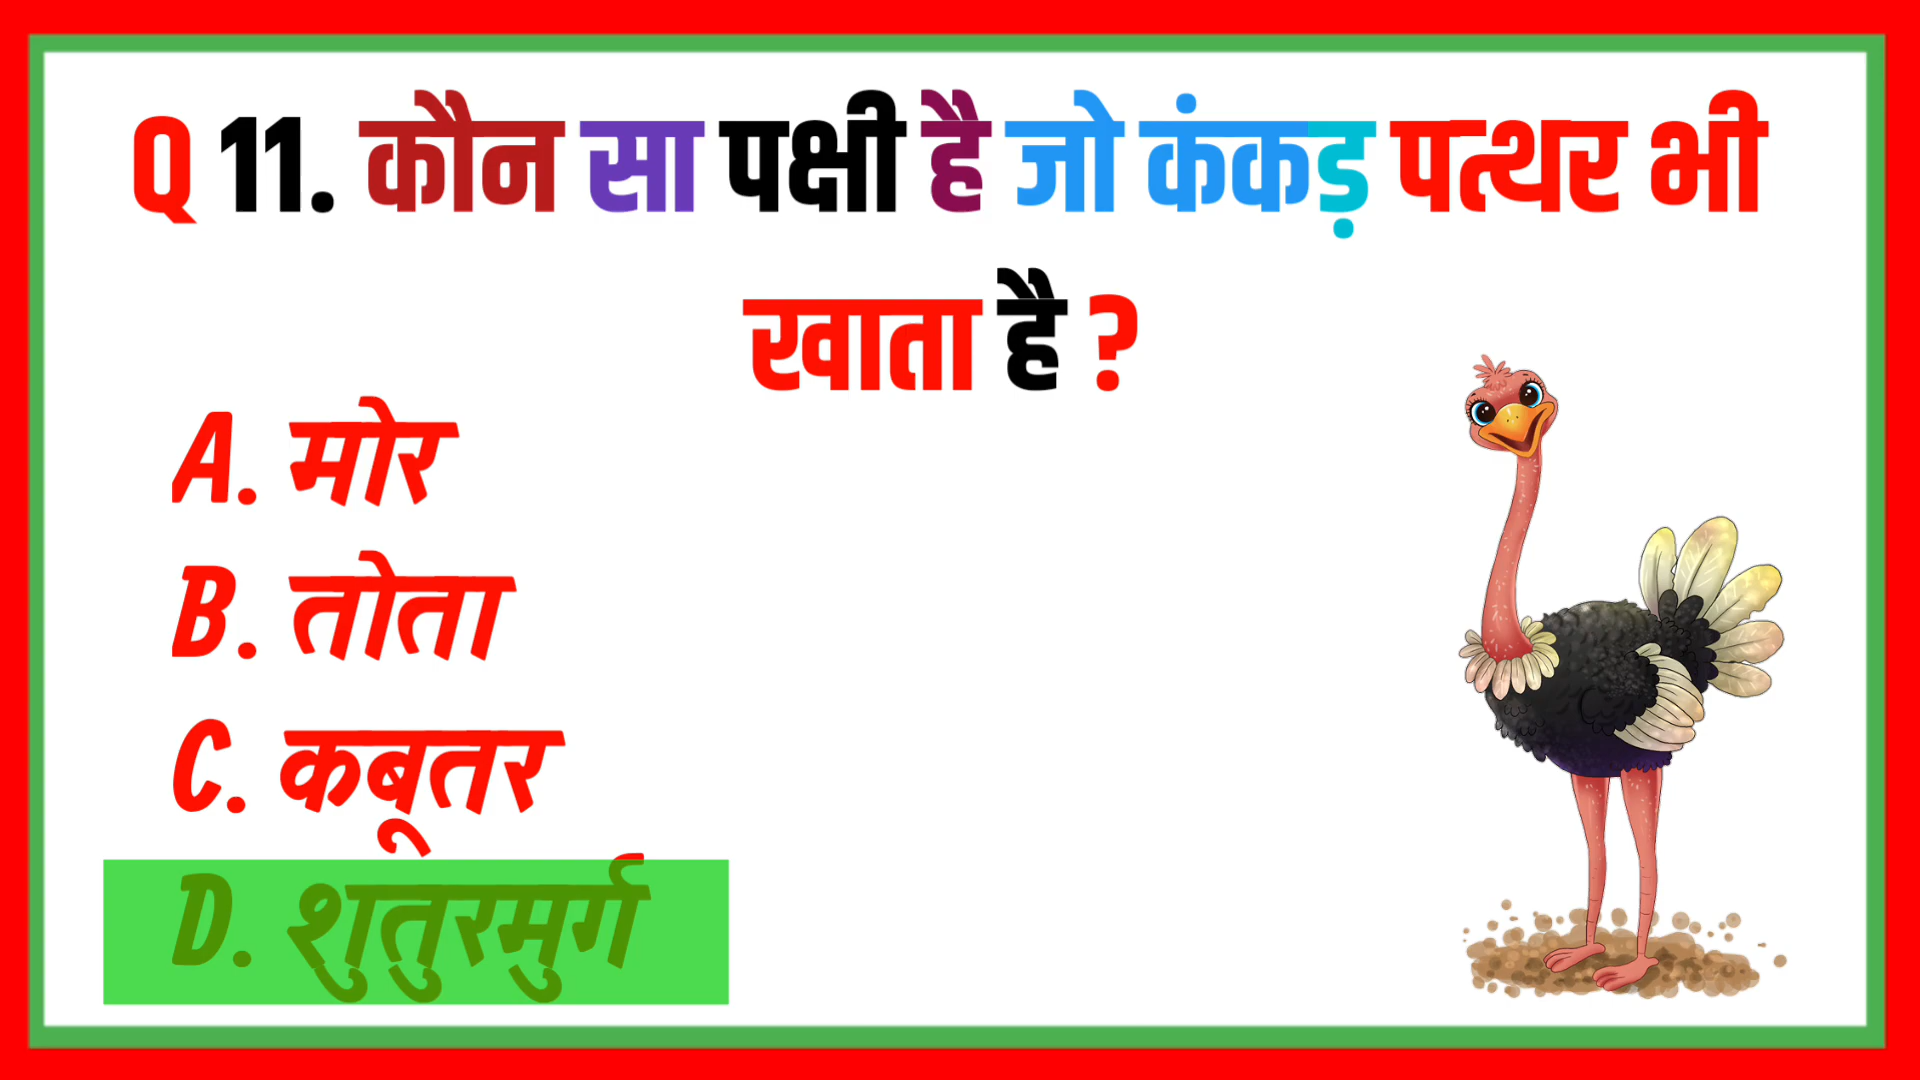 Q 11. कौन सा पक्षी है जो कंकड़ पत्थर भी
खाता है ?
A. मोर
B. तोता
C. कबूतर
D. शुतुरमुर्ग